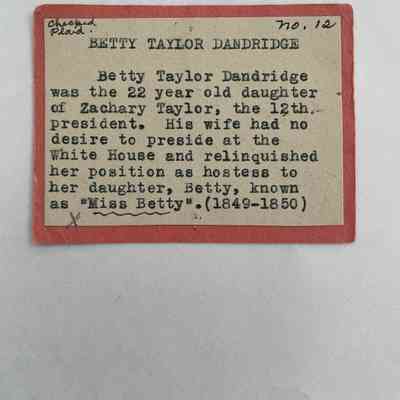 Checked
Plaid.
no. 12
BETTY TAYLOR DANDRIDGE
Betty Taylor Dandridge
was the 22 year old daughter
of Zachary Taylor, the 12th.
president. His wife had no
desire to preside at the
White House and relinquished
her position as hostess to
her daughter, Betty, known
as "Miss Betty".(1849-1850)
x